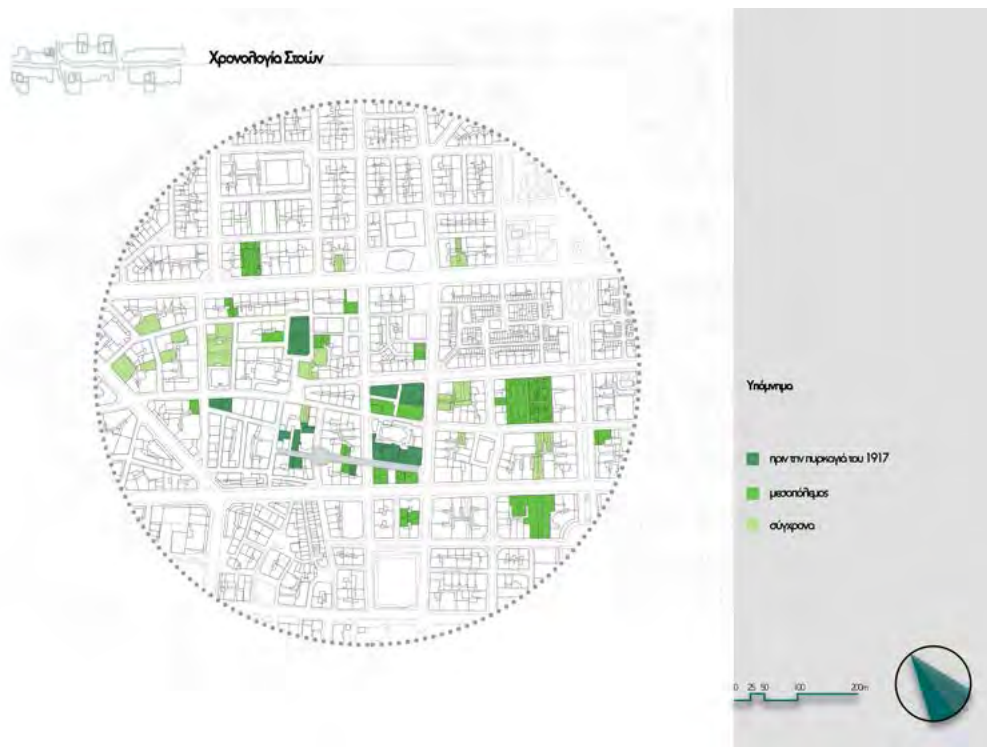 Χρονολογία Στοών
Υπόμνημα
πριν την πυρκαγιά του 1917
μεσοπόλεμος
σύγχρονα
0 25 50 100 200m